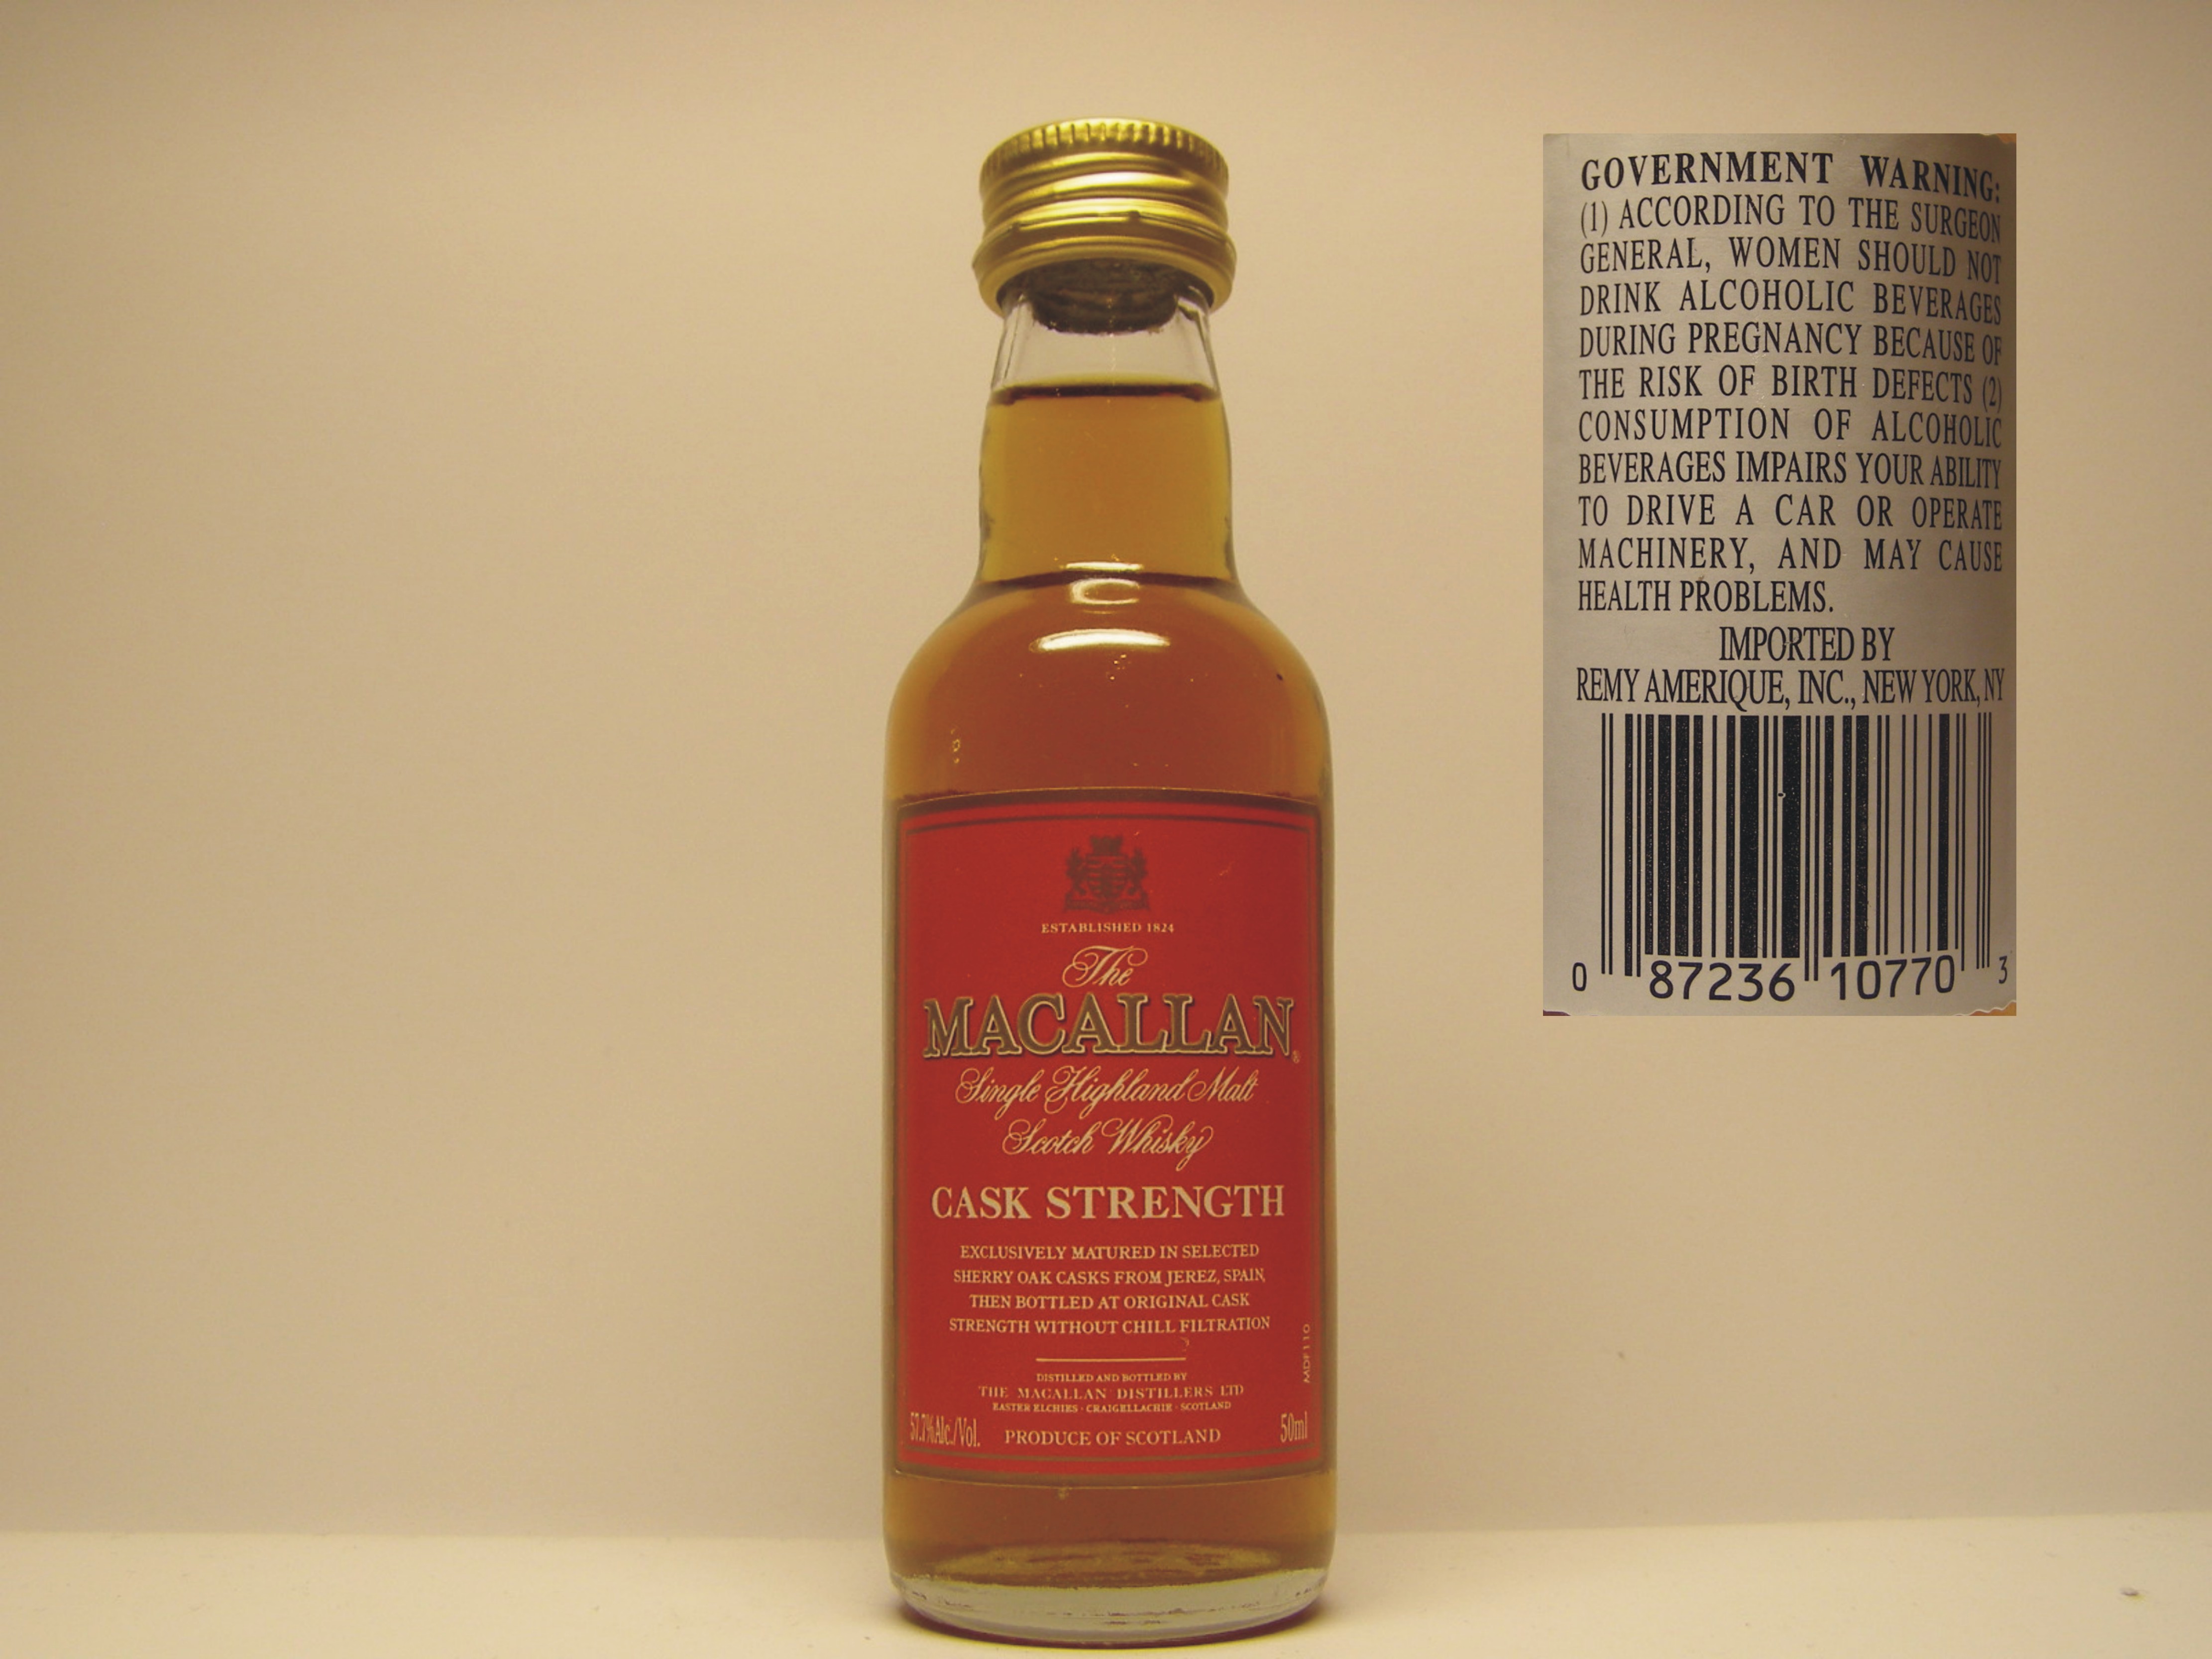 ESTABLISHED 1824
The
MACALLAN®
Single Highland Malt
Scotch Whisky
CASK STRENGTH
EXCLUSIVELY MATURED IN SELECTED
SHERRY OAK CASKS FROM JEREZ, SPAIN,
THEN BOTTLED AT ORIGINAL CASK
STRENGTH WITHOUT CHILL FILTRATION
DISTILLED AND BOTTLED BY
THE MACALLAN DISTILLERS LTD
EASTER ELCHIES · CRAIGELLACHIE · SCOTLAND
57.7%Alc./Vol. PRODUCE OF SCOTLAND 50ml
MDF110
GOVERNMENT WARNING:
(1) ACCORDING TO THE SURGEON
GENERAL, WOMEN SHOULD NOT
DRINK ALCOHOLIC BEVERAGES
DURING PREGNANCY BECAUSE OF
THE RISK OF BIRTH DEFECTS (2)
CONSUMPTION OF ALCOHOLIC
BEVERAGES IMPAIRS YOUR ABILITY
TO DRIVE A CAR OR OPERATE
MACHINERY, AND MAY CAUSE
HEALTH PROBLEMS.
IMPORTED BY
REMY AMERIQUE, INC., NEW YORK, NY
0 87236 10770 3